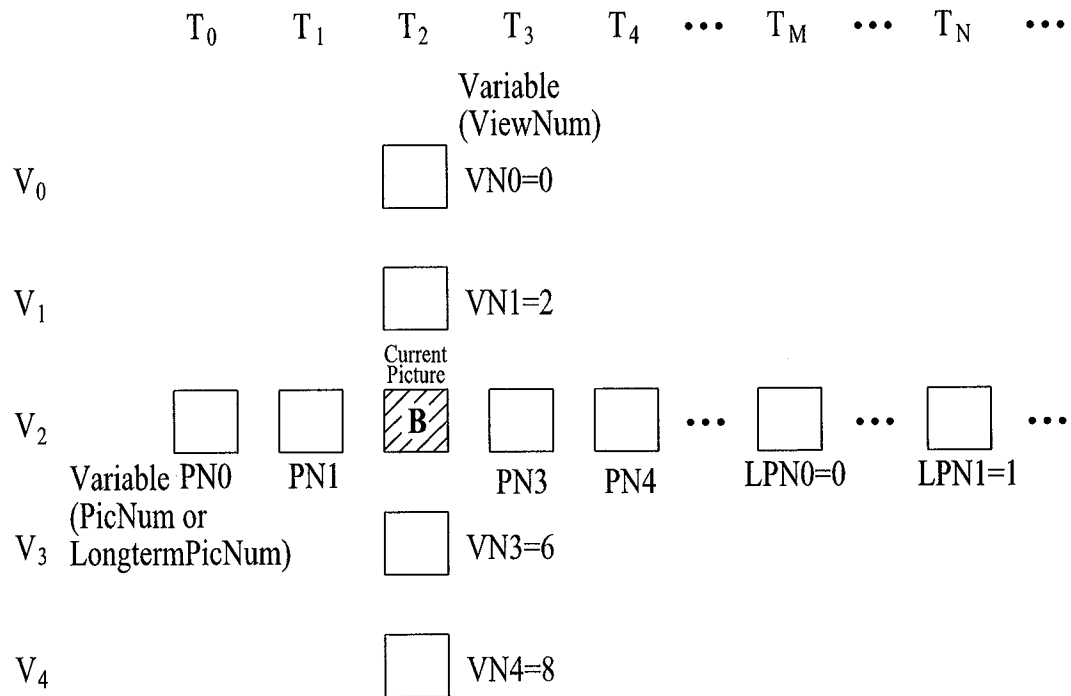 T0 T1 T2 T3 T4 ••• TM ••• TN •••
Variable
(ViewNum)
V0 VN0=0
V1 VN1=2
Current
Picture
V2 B ••• ••• •••
PN0 PN1 PN3 PN4 LPN0=0 LPN1=1
Variable
(PicNum or
LongtermPicNum)
V3 VN3=6
V4 VN4=8